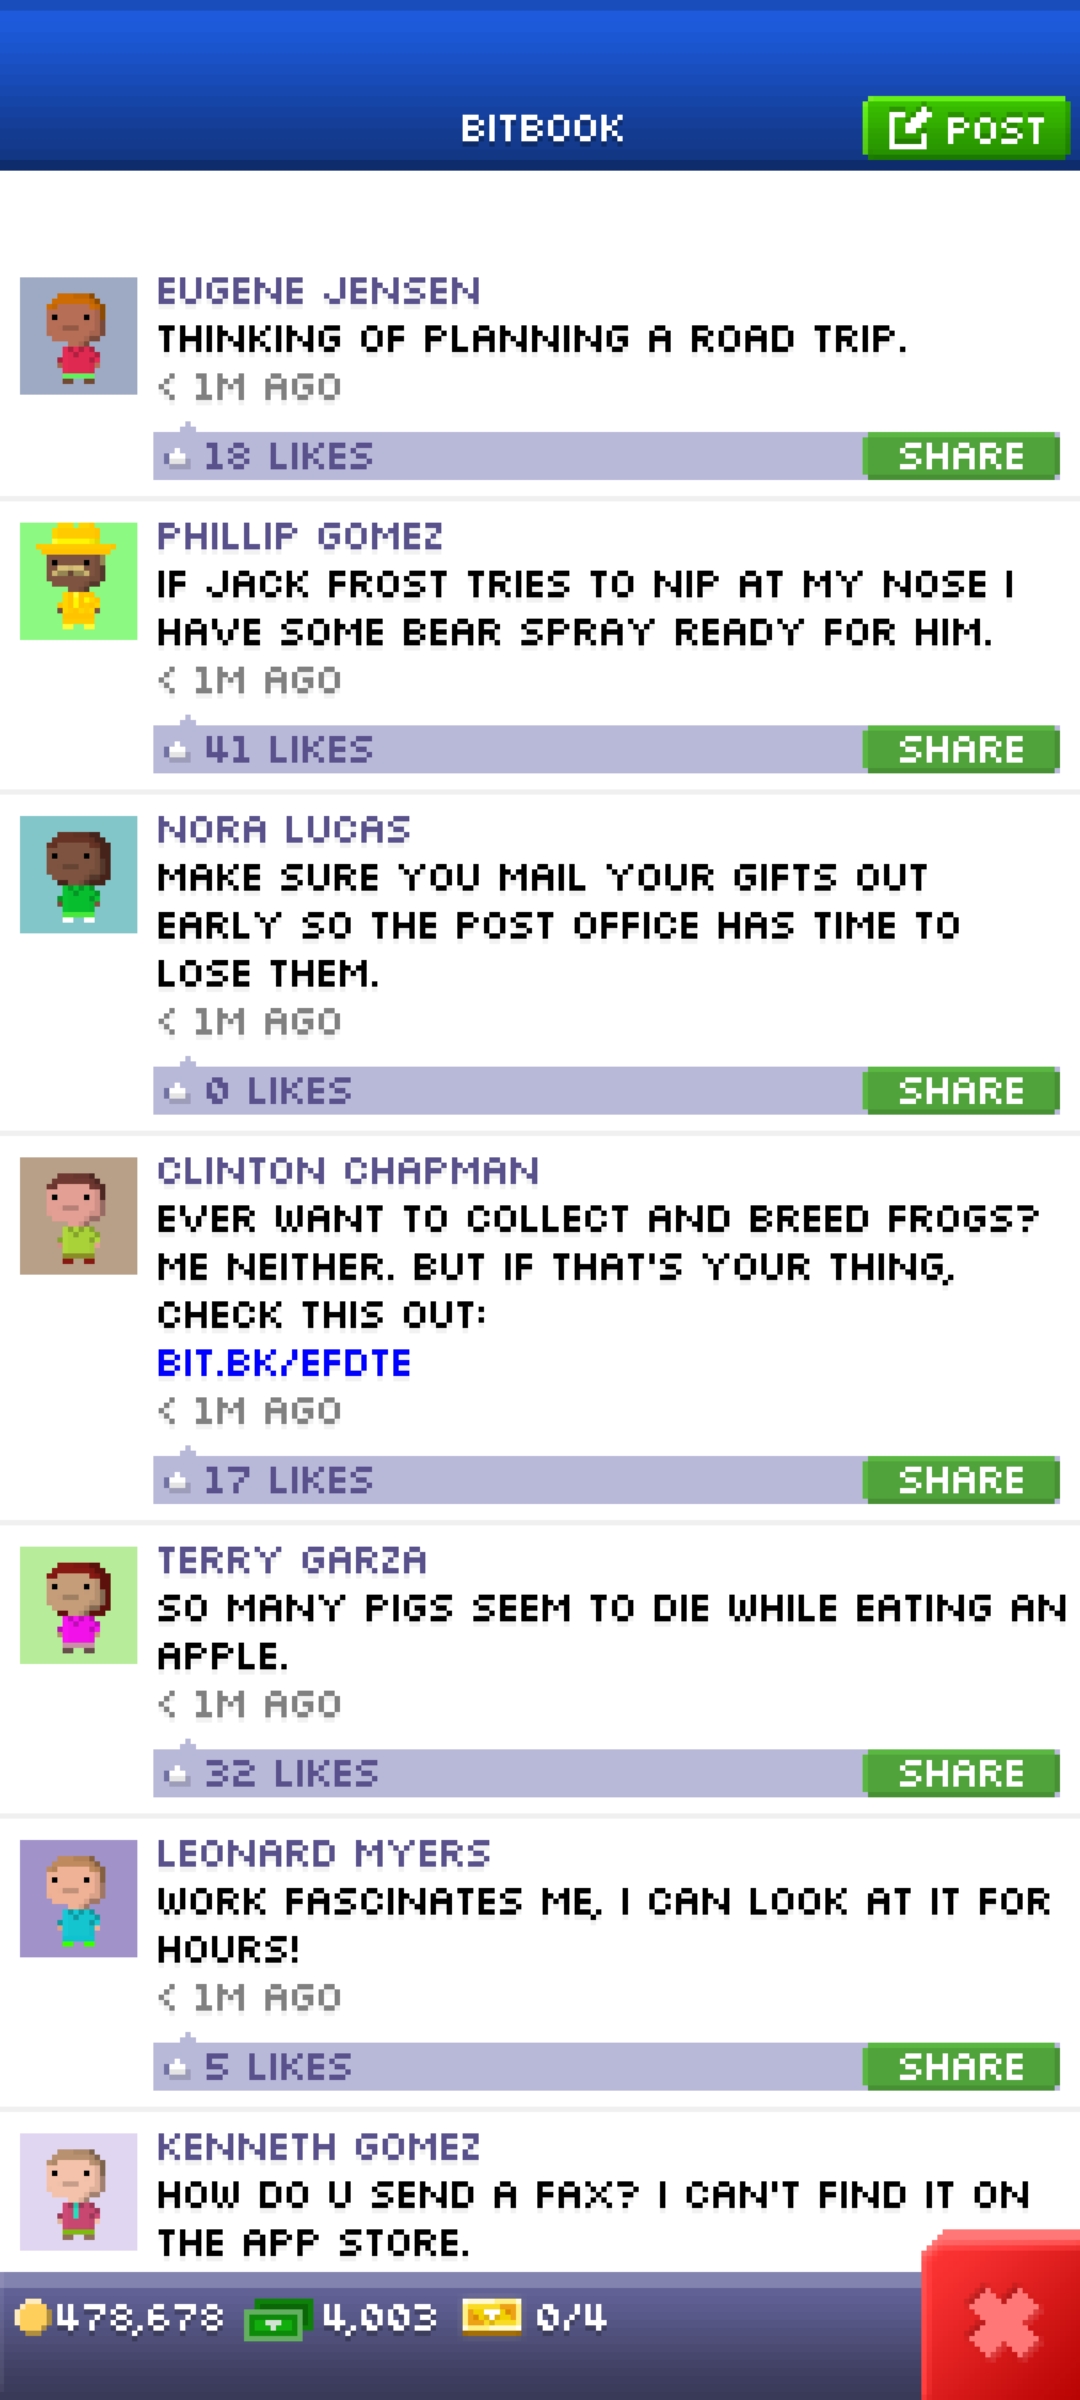 BITBOOK
POST
EUGENE JENSEN
THINKING OF PLANNING A ROAD TRIP.
< 1M AGO
18 LIKES
SHARE
PHILLIP GOMEZ
IF JACK FROST TRIES TO NIP AT MY NOSE I
HAVE SOME BEAR SPRAY READY FOR HIM.
< 1M AGO
41 LIKES
SHARE
NORA LUCAS
MAKE SURE YOU MAIL YOUR GIFTS OUT
EARLY SO THE POST OFFICE HAS TIME TO
LOSE THEM.
< 1M AGO
0 LIKES
SHARE
CLINTON CHAPMAN
EVER WANT TO COLLECT AND BREED FROGS?
ME NEITHER. BUT IF THAT'S YOUR THING,
CHECK THIS OUT:
BIT.BK/EFDTE
< 1M AGO
17 LIKES
SHARE
TERRY GARZA
SO MANY PIGS SEEM TO DIE WHILE EATING AN
APPLE.
< 1M AGO
32 LIKES
SHARE
LEONARD MYERS
WORK FASCINATES ME, I CAN LOOK AT IT FOR
HOURS!
< 1M AGO
5 LIKES
SHARE
KENNETH GOMEZ
HOW DO U SEND A FAX? I CAN'T FIND IT ON
THE APP STORE.
478,678 4,003 0/4